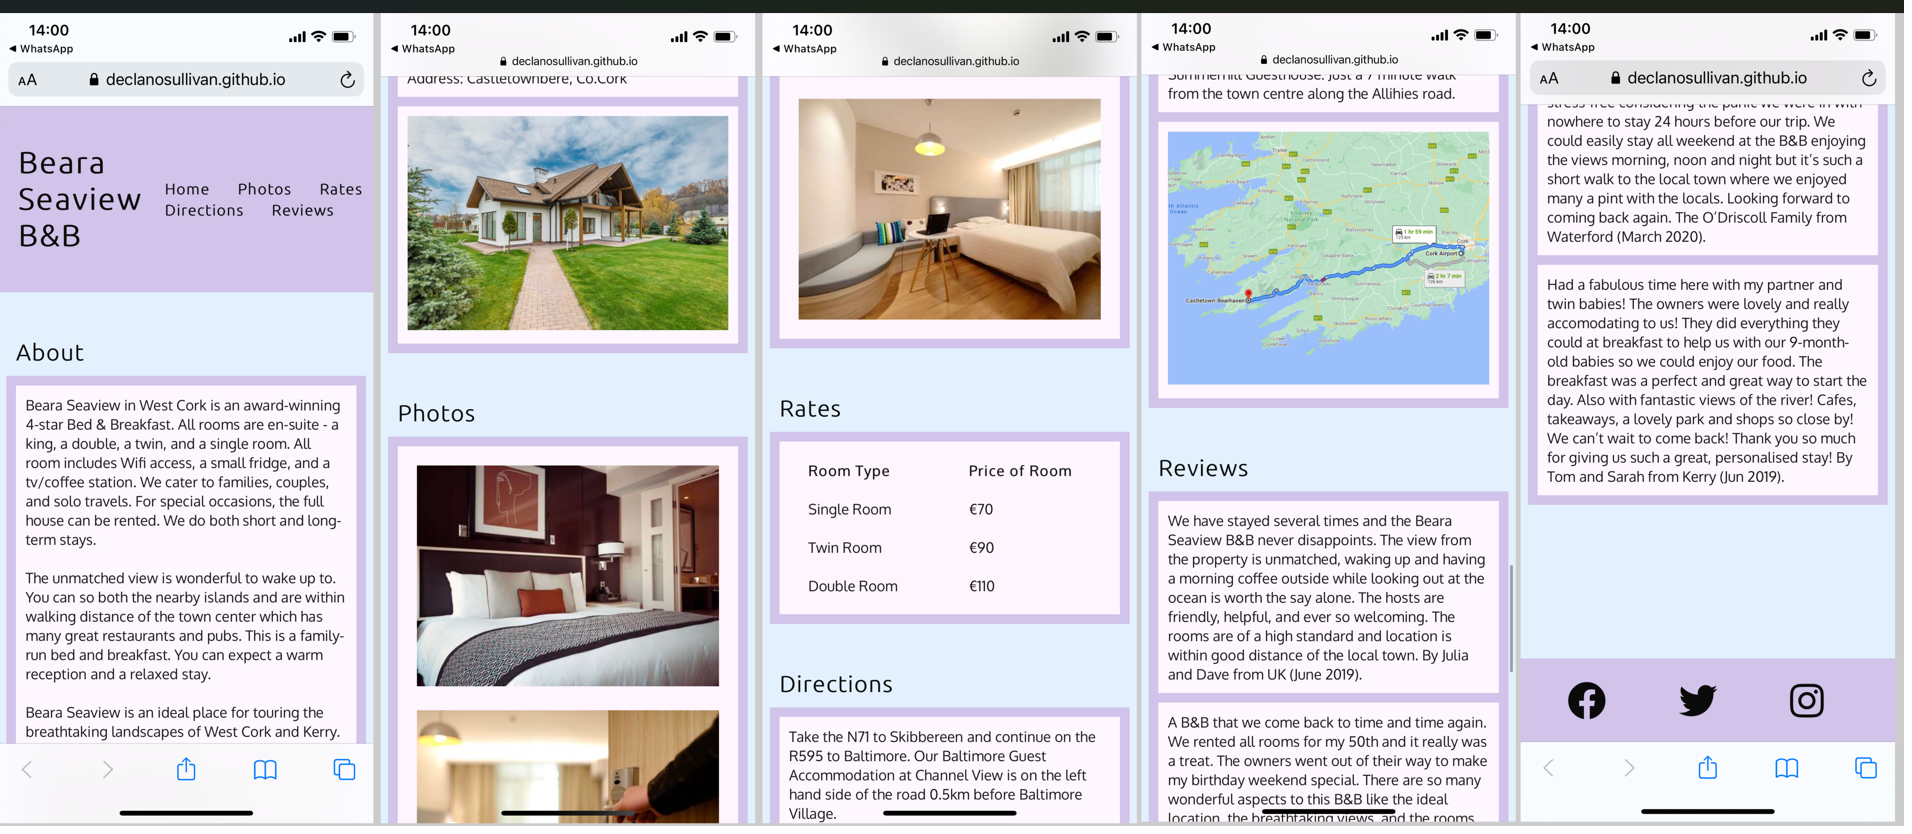 14:00
WhatsApp
AA
declanosullivan.github.io
Beara
Seaview
B&B
Home Photos Rates
Directions Reviews
About
Beara Seaview in West Cork is an award-winning
4-star Bed & Breakfast. All rooms are en-suite - a
king, a double, a twin, and a single room. All
room includes Wifi access, a small fridge, and a
tv/coffee station. We cater to families, couples,
and solo travels. For special occasions, the full
house can be rented. We do both short and long-
term stays.
The unmatched view is wonderful to wake up to.
You can so both the nearby islands and are within
walking distance of the town center which has
many great restaurants and pubs. This is a family-
run bed and breakfast. You can expect a warm
reception and a relaxed stay.
Beara Seaview is an ideal place for touring the
breathtaking landscapes of West Cork and Kerry.
14:00
WhatsApp
declanosullivan.github.io
Address: Castletownbere, Co.Cork
Photos
14:00
WhatsApp
declanosullivan.github.io
Rates
Room Type Price of Room
Single Room €70
Twin Room €90
Double Room €110
Directions
Take the N71 to Skibbereen and continue on the
R595 to Baltimore. Our Baltimore Guest
Accommodation at Channel View is on the left
hand side of the road 0.5km before Baltimore
Village.
14:00
WhatsApp
declanosullivan.github.io
Summerhill Guesthouse. Just a 7 minute walk
from the town centre along the Allihies road.
1 hr 59 min
Cork
Cork Airport
2 hr 7 min
Castletown-Bearhaven
Reviews
We have stayed several times and the Beara
Seaview B&B never disappoints. The view from
the property is unmatched, waking up and having
a morning coffee outside while looking out at the
ocean is worth the say alone. The hosts are
friendly, helpful, and ever so welcoming. The
rooms are of a high standard and location is
within good distance of the local town. By Julia
and Dave from UK (June 2019).
A B&B that we come back to time and time again.
We rented all rooms for my 50th and it really was
a treat. The owners went out of their way to make
my birthday weekend special. There are so many
wonderful aspects to this B&B like the ideal
location, the breathtaking views, and the rooms
14:00
WhatsApp
AA
declanosullivan.github.io
stress free considering the panic we were in with
nowhere to stay 24 hours before our trip. We
could easily stay all weekend at the B&B enjoying
the views morning, noon and night but it's such a
short walk to the local town where we enjoyed
many a pint with the locals. Looking forward to
coming back again. The O'Driscoll Family from
Waterford (March 2020).
Had a fabulous time here with my partner and
twin babies! The owners were lovely and really
accomodating to us! They did everything they
could at breakfast to help us with our 9-month-
old babies so we could enjoy our food. The
breakfast was a perfect and great way to start the
day. Also with fantastic views of the river! Cafes,
takeaways, a lovely park and shops so close by!
We can't wait to come back! Thank you so much
for giving us such a great, personalised stay! By
Tom and Sarah from Kerry (Jun 2019).